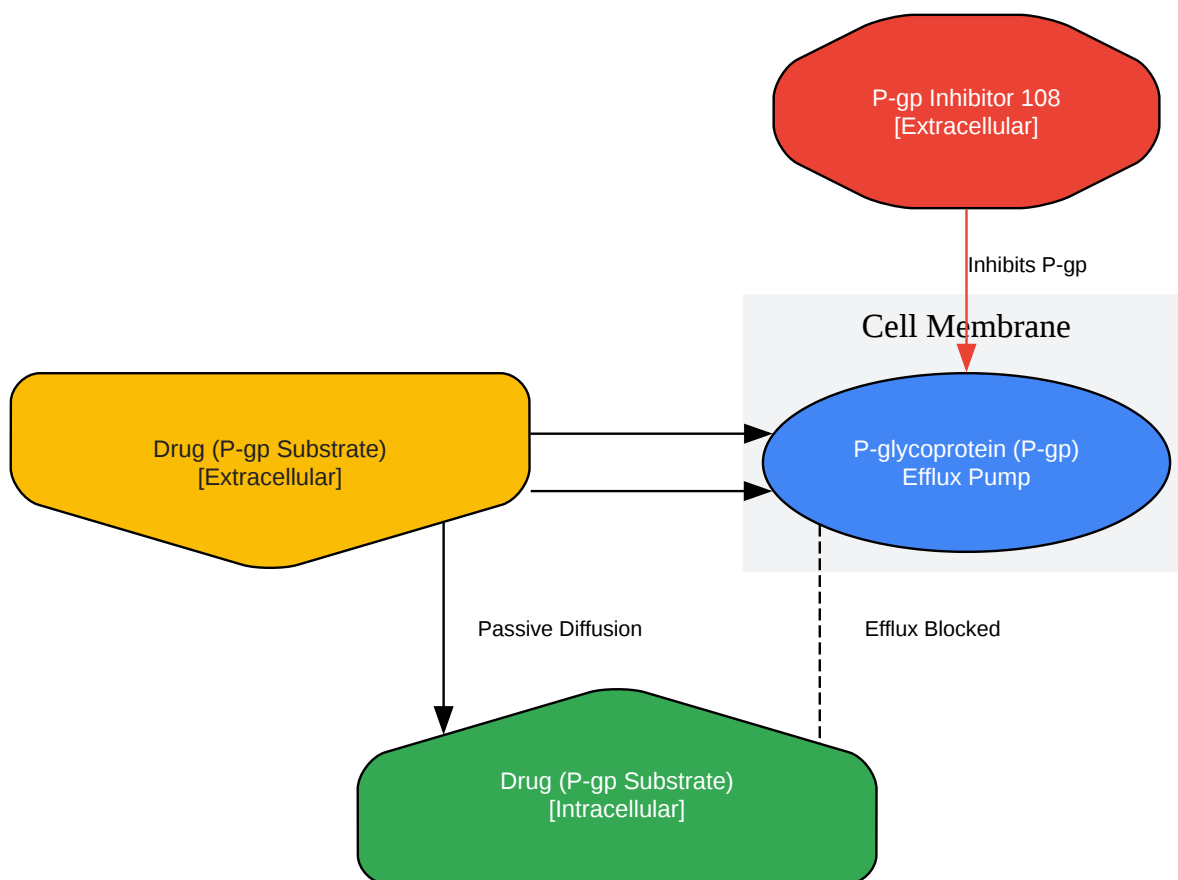 P-gp Inhibitor 108
[Extracellular]
Inhibits P-gp
Cell Membrane
Drug (P-gp Substrate)
[Extracellular]
P-glycoprotein (P-gp)
Efflux Pump
Passive Diffusion
Efflux Blocked
Drug (P-gp Substrate)
[Intracellular]